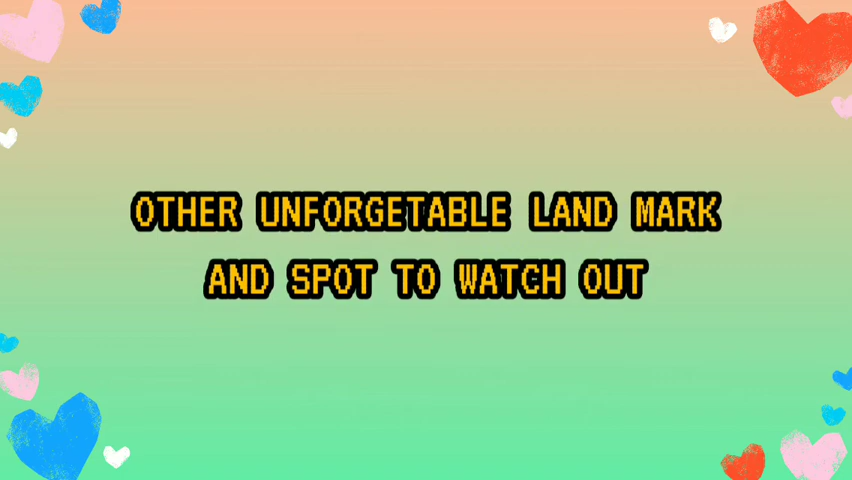 OTHER UNFORGETABLE LAND MARK
AND SPOT TO WATCH OUT